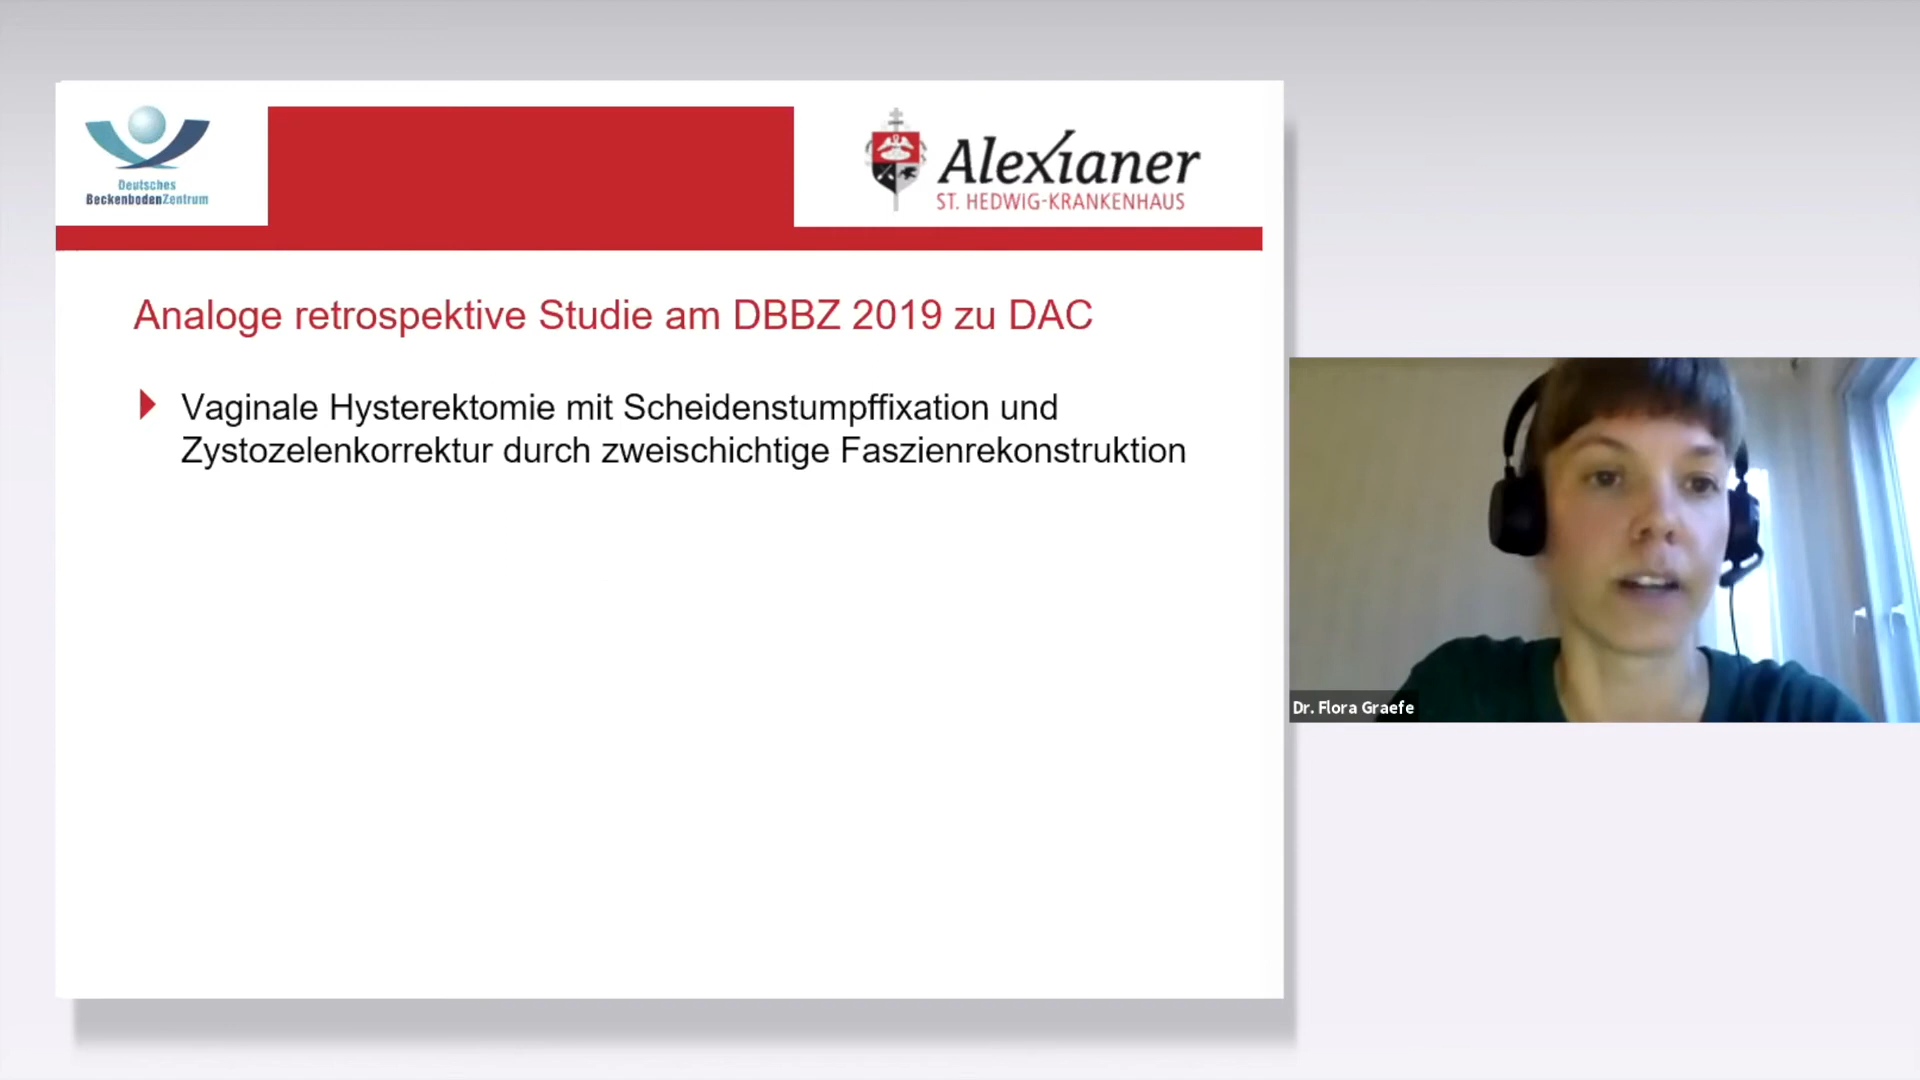 Deutsches
BeckenbodenZentrum
Alexianer
ST. HEDWIG-KRANKENHAUS
Analoge retrospektive Studie am DBBZ 2019 zu DAC
Vaginale Hysterektomie mit Scheidenstumpffixation und
Zystozelenkorrektur durch zweischichtige Faszienrekonstruktion
Dr. Flora Graefe